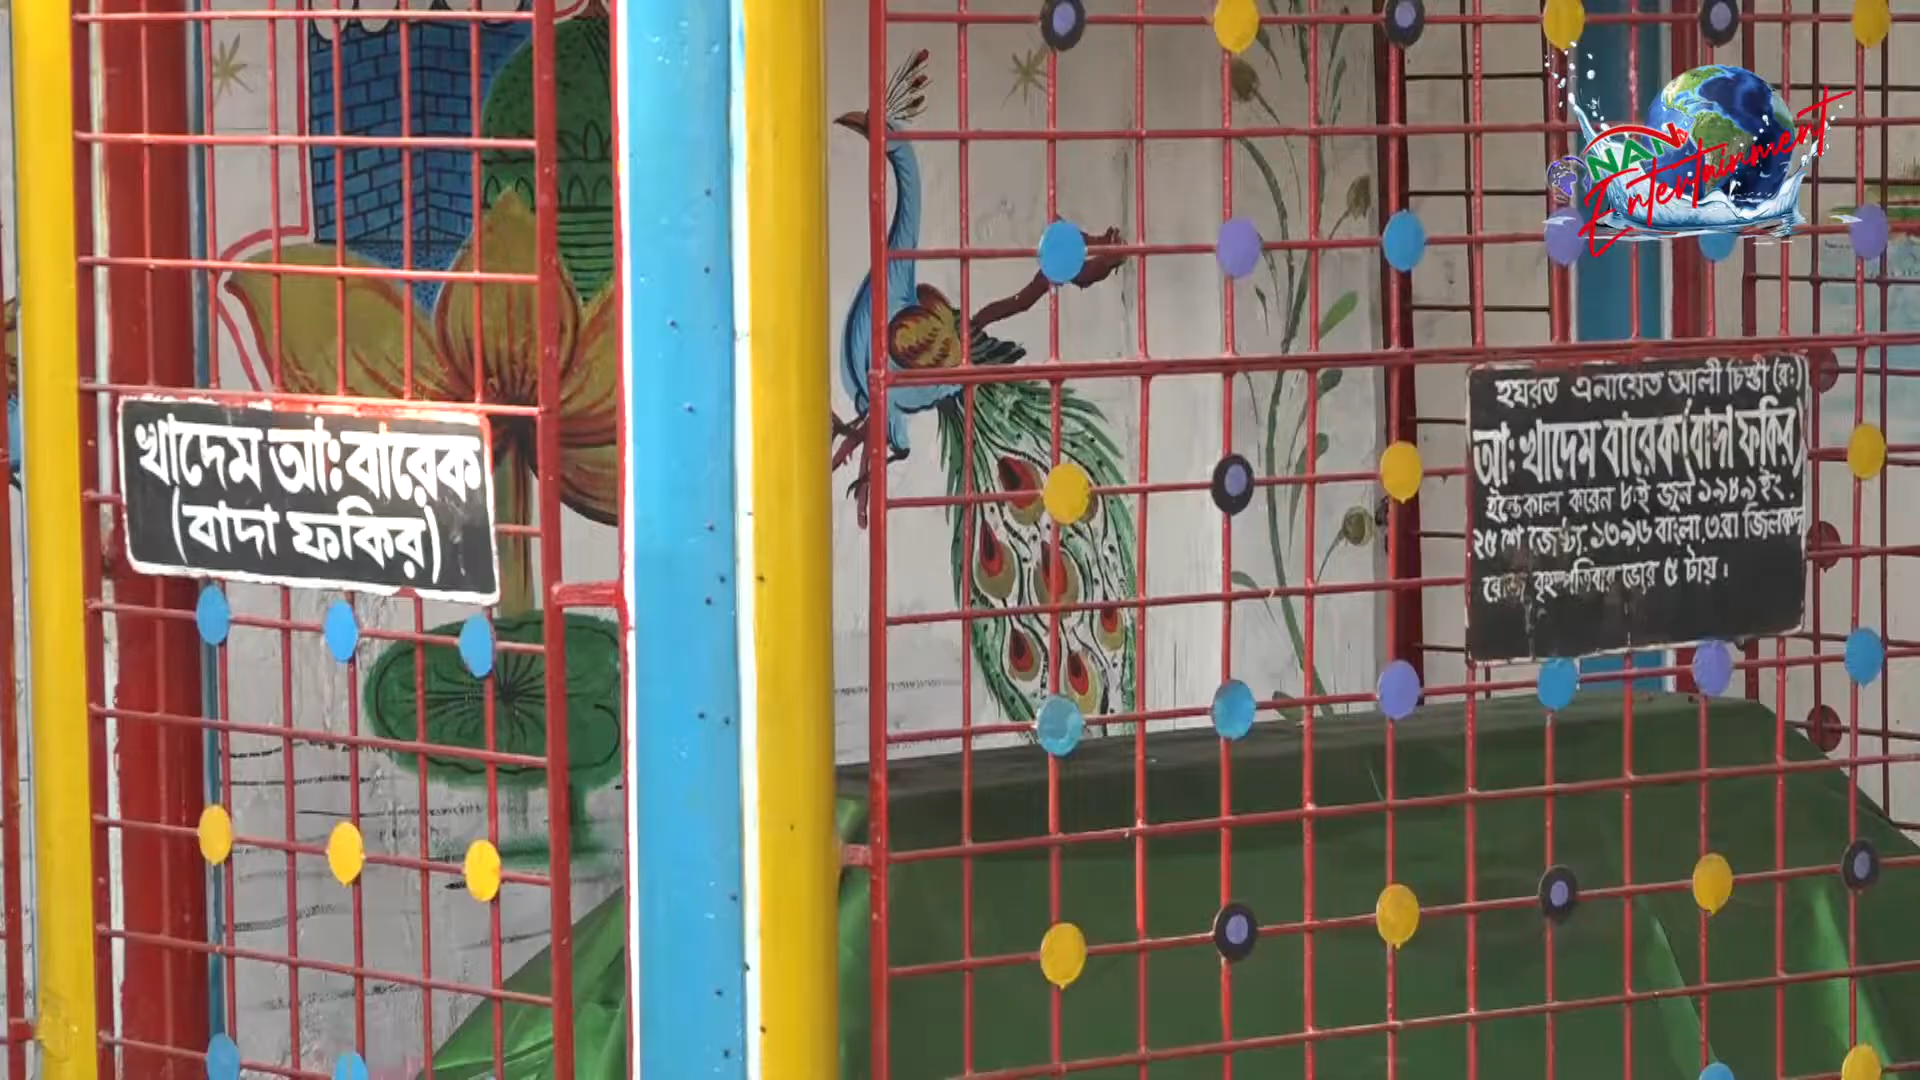 খাদেম আঃ বারেক
(বাদা ফকির)
হযরত এনায়েত আলী চিস্তী (রঃ)
আঃ খাদেম বারেক (বাদা ফকির)
ইন্তেকাল করেন ৮ই জুন ১৯৮৯ ইং.
২৫ শে জৈষ্ঠ্য. ১৩৯৬ বাংলা. ৩রা জিলকদ
রোজ বৃহস্পতিবার ভোর ৫ টায়।
NAN
Entertainment